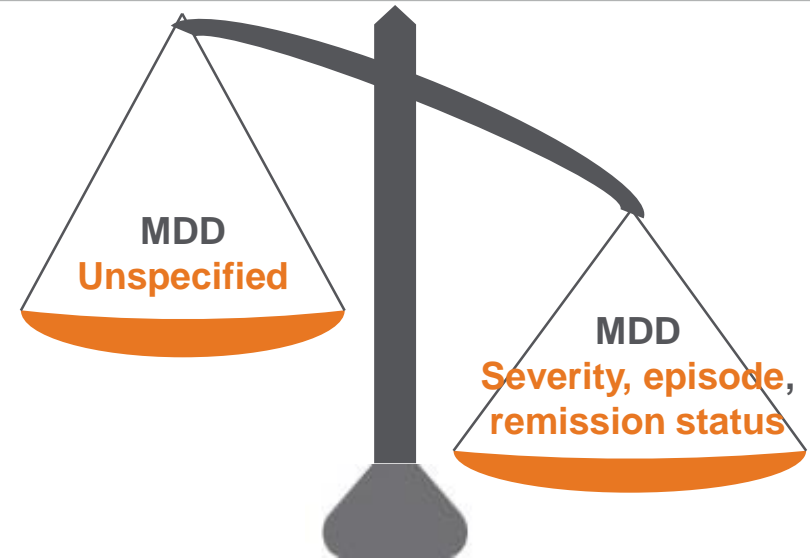 MDD
Unspecified
MDD
Severity, episode,
remission status